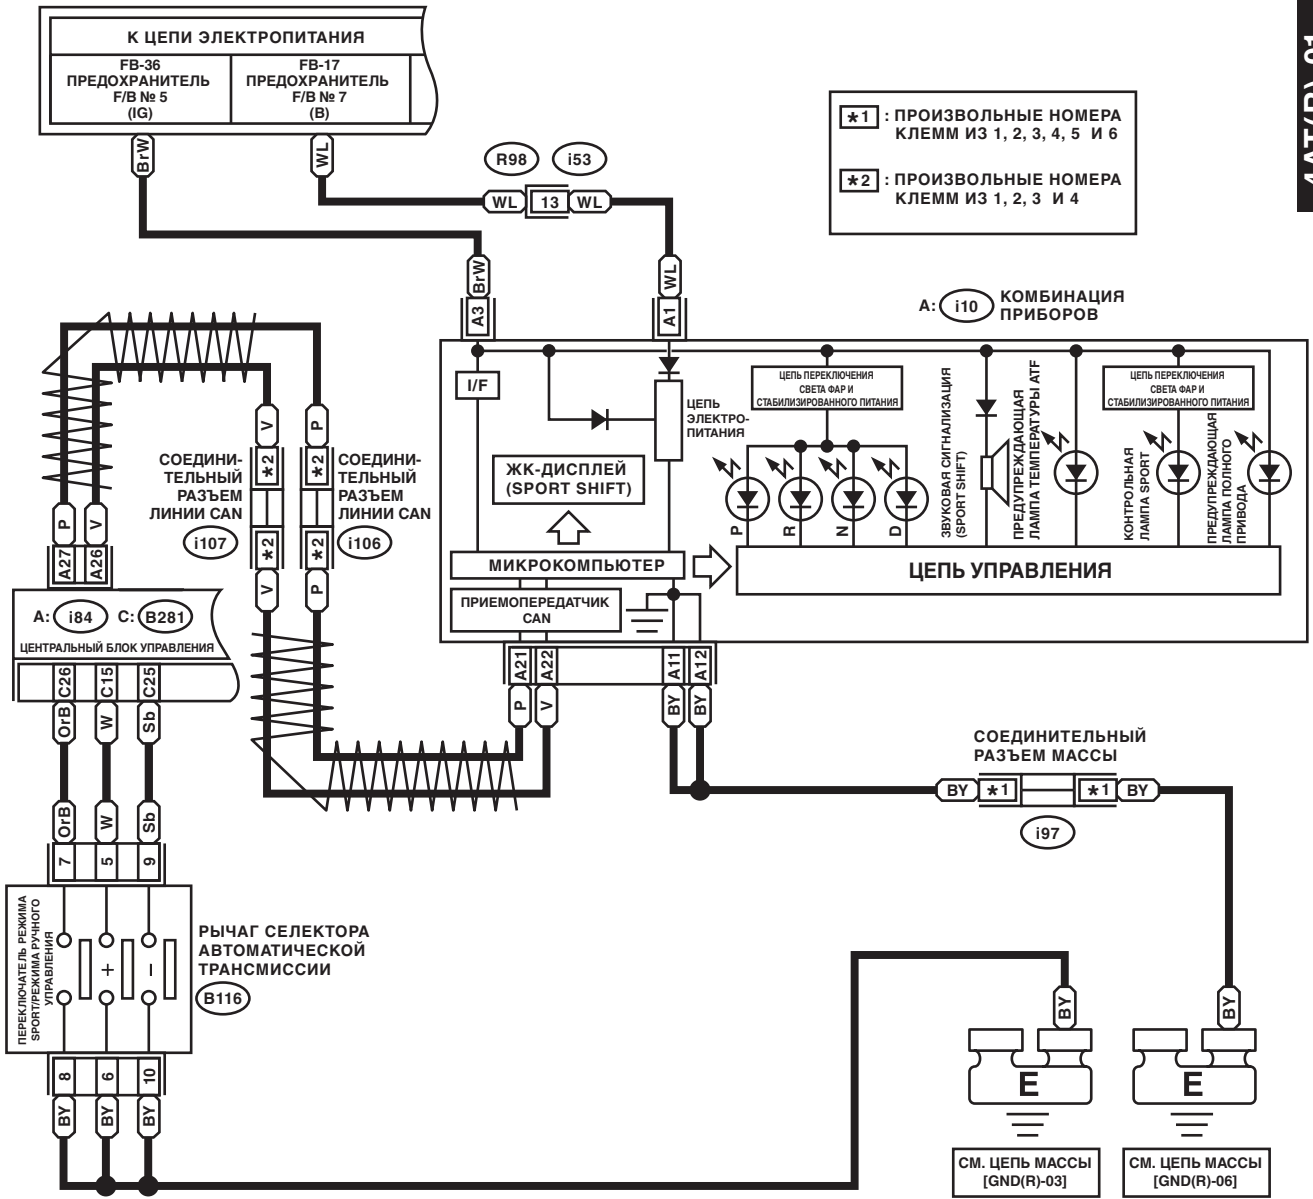 К ЦЕПИ ЭЛЕКТРОПИТАНИЯ
FB-36
ПРЕДОХРАНИТЕЛЬ
F/B № 5
(IG)
FB-17
ПРЕДОХРАНИТЕЛЬ
F/B № 7
(B)
BrW
WL
R98
i53
WL
13
WL
*1 : ПРОИЗВОЛЬНЫЕ НОМЕРА
КЛЕММ ИЗ 1, 2, 3, 4, 5 И 6
*2 : ПРОИЗВОЛЬНЫЕ НОМЕРА
КЛЕММ ИЗ 1, 2, 3 И 4
BrW
WL
A3
A1
A: i10
КОМБИНАЦИЯ
ПРИБОРОВ
I/F
ЦЕПЬ
ЭЛЕКТРО-
ПИТАНИЯ
ЖК-ДИСПЛЕЙ
(SPORT SHIFT)
МИКРОКОМПЬЮТЕР
ПРИЕМОПЕРЕДАТЧИК
CAN
ЦЕПЬ ПЕРЕКЛЮЧЕНИЯ
СВЕТА ФАР И
СТАБИЛИЗИРОВАННОГО ПИТАНИЯ
P
R
N
D
ЗВУКОВАЯ СИГНАЛИЗАЦИЯ
(SPORT SHIFT)
ПРЕДУПРЕЖДАЮЩАЯ
ЛАМПА ТЕМПЕРАТУРЫ ATF
ЦЕПЬ ПЕРЕКЛЮЧЕНИЯ
СВЕТА ФАР И
СТАБИЛИЗИРОВАННОГО ПИТАНИЯ
КОНТРОЛЬНАЯ
ЛАМПА SPORT
ПРЕДУПРЕЖДАЮЩАЯ
ЛАМПА ПОЛНОГО
ПРИВОДА
ЦЕПЬ УПРАВЛЕНИЯ
V
P
*2
*2
СОЕДИНИ-
ТЕЛЬНЫЙ
РАЗЪЕМ
ЛИНИИ CAN
i107
СОЕДИНИ-
ТЕЛЬНЫЙ
РАЗЪЕМ
ЛИНИИ CAN
i106
*2
*2
V
P
P
V
A27
A26
A: i84 C: B281
ЦЕНТРАЛЬНЫЙ БЛОК УПРАВЛЕНИЯ
C26
C15
C25
OrB
W
Sb
A21
A22
A11
A12
P
V
BY
BY
СОЕДИНИТЕЛЬНЫЙ
РАЗЪЕМ МАССЫ
BY
*1
*1
BY
i97
OrB
W
Sb
7
5
9
ПЕРЕКЛЮЧАТЕЛЬ РЕЖИМА
SPORT/РЕЖИМА РУЧНОГО
УПРАВЛЕНИЯ
+
–
РЫЧАГ СЕЛЕКТОРА
АВТОМАТИЧЕСКОЙ
ТРАНСМИССИИ
B116
8
6
10
BY
BY
BY
BY
BY
E
E
СМ. ЦЕПЬ МАССЫ
[GND(R)-03]
СМ. ЦЕПЬ МАССЫ
[GND(R)-06]